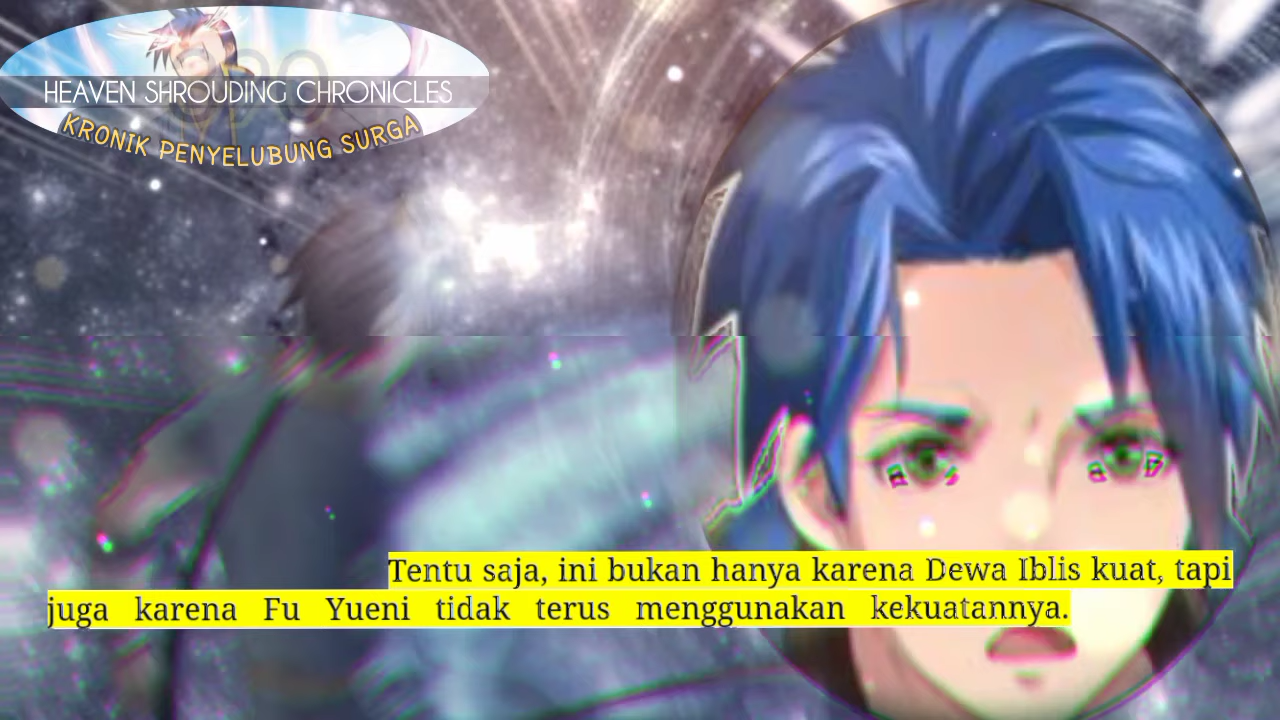 HEAVEN SHROUDING CHRONICLES
KRONIK PENYELUBUNG SURGA
Tentu saja, ini bukan hanya karena Dewa Iblis kuat, tapi
juga karena Fu Yueni tidak terus menggunakan kekuatannya.